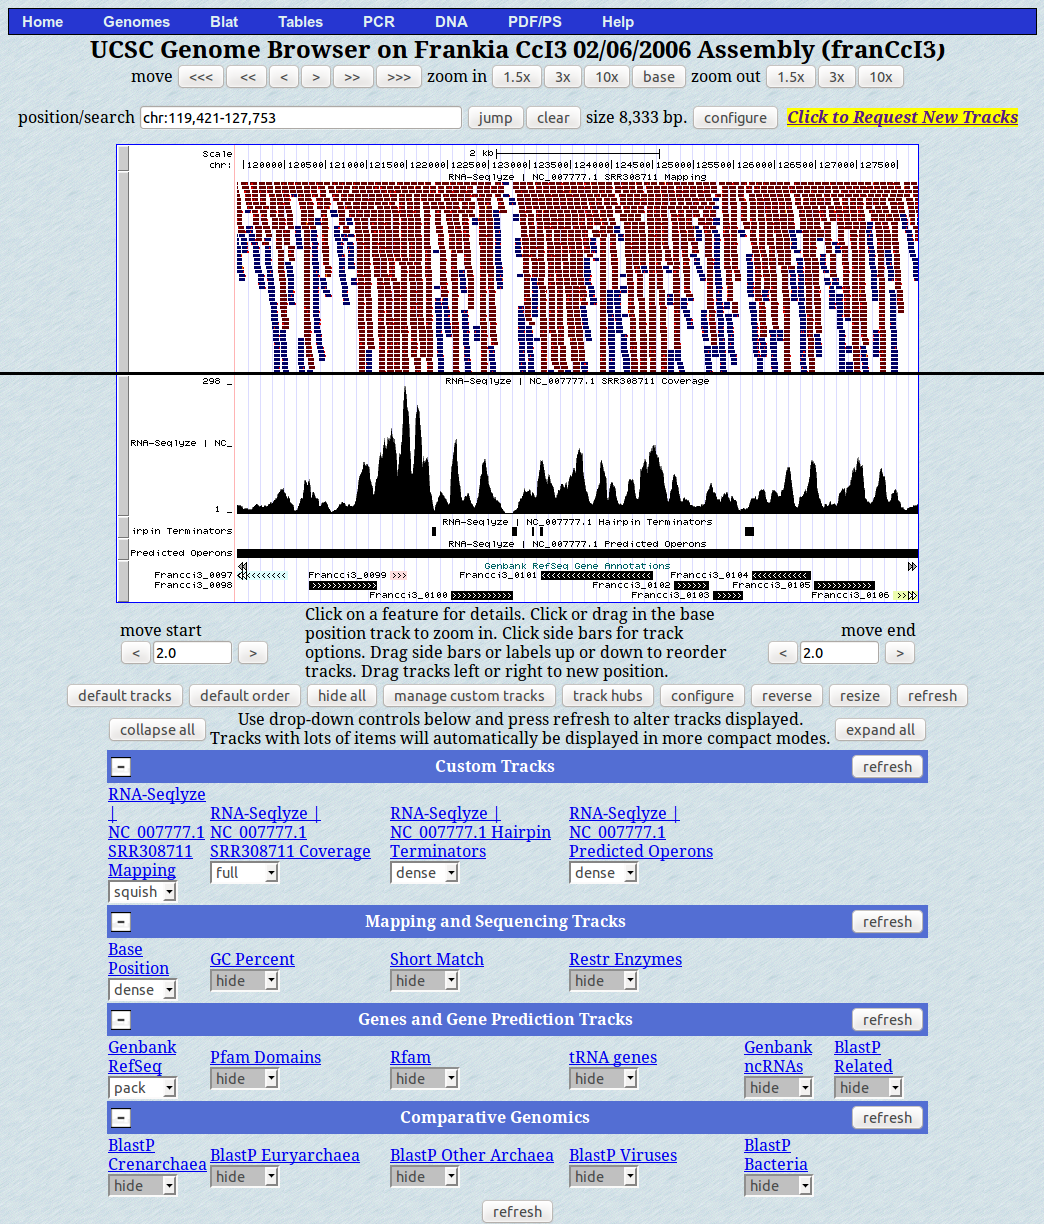 Home Genomes Blat Tables PCR DNA PDF/PS Help
UCSC Genome Browser on Frankia CcI3 02/06/2006 Assembly (franCcI3)
move <<< << < > >> >>> zoom in 1.5x 3x 10x base zoom out 1.5x 3x 10x
position/search chr:119,421-127,753 jump clear size 8,333 bp. configure Click to Request New Tracks
Scale 2 kb
chr: |120000|120500|121000|121500|122000|122500|123000|123500|124000|124500|125000|125500|126000|126500|127000|127500|
RNA-Seqlyze | NC_007777.1 SRR308711 Mapping
298 _ RNA-Seqlyze | NC_007777.1 SRR308711 Coverage
RNA-Seqlyze | NC_
1 _
RNA-Seqlyze | NC_007777.1 Hairpin Terminators
irpin Terminators
RNA-Seqlyze | NC_007777.1 Predicted Operons
Predicted Operons
Genbank RefSeq Gene Annotations
Francci3_0097 Francci3_0099 Francci3_0101 Francci3_0104
Francci3_0098 Francci3_0102 Francci3_0105
Francci3_0100 Francci3_0103 Francci3_0106
move start
< 2.0 >
Click on a feature for details. Click or drag in the base
position track to zoom in. Click side bars for track
options. Drag side bars or labels up or down to reorder
tracks. Drag tracks left or right to new position.
move end
< 2.0 >
default tracks default order hide all manage custom tracks track hubs configure reverse resize refresh
collapse all
Use drop-down controls below and press refresh to alter tracks displayed.
Tracks with lots of items will automatically be displayed in more compact modes.
expand all
- Custom Tracks refresh
RNA-Seqlyze
|
NC_007777.1
SRR308711
Mapping
squish
RNA-Seqlyze |
NC_007777.1
SRR308711 Coverage
full
RNA-Seqlyze |
NC_007777.1 Hairpin
Terminators
dense
RNA-Seqlyze |
NC_007777.1
Predicted Operons
dense
- Mapping and Sequencing Tracks refresh
Base
Position
dense
GC Percent
hide
Short Match
hide
Restr Enzymes
hide
- Genes and Gene Prediction Tracks refresh
Genbank
RefSeq
pack
Pfam Domains
hide
Rfam
hide
tRNA genes
hide
Genbank
ncRNAs
hide
BlastP
Related
hide
- Comparative Genomics refresh
BlastP
Crenarchaea
hide
BlastP Euryarchaea
hide
BlastP Other Archaea
hide
BlastP Viruses
hide
BlastP
Bacteria
hide
refresh